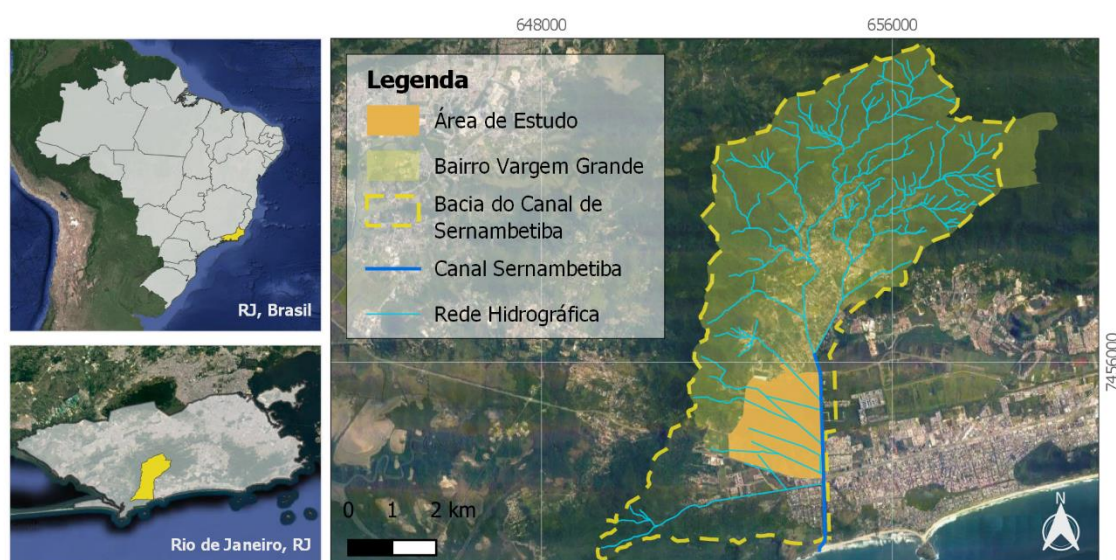 648000
656000
Legenda
Área de Estudo
Bairro Vargem Grande
Bacia do Canal de
Sernambetiba
Canal Sernambetiba
Rede Hidrográfica
RJ, Brasil
7456000
Rio de Janeiro, RJ
0 1 2 km
N